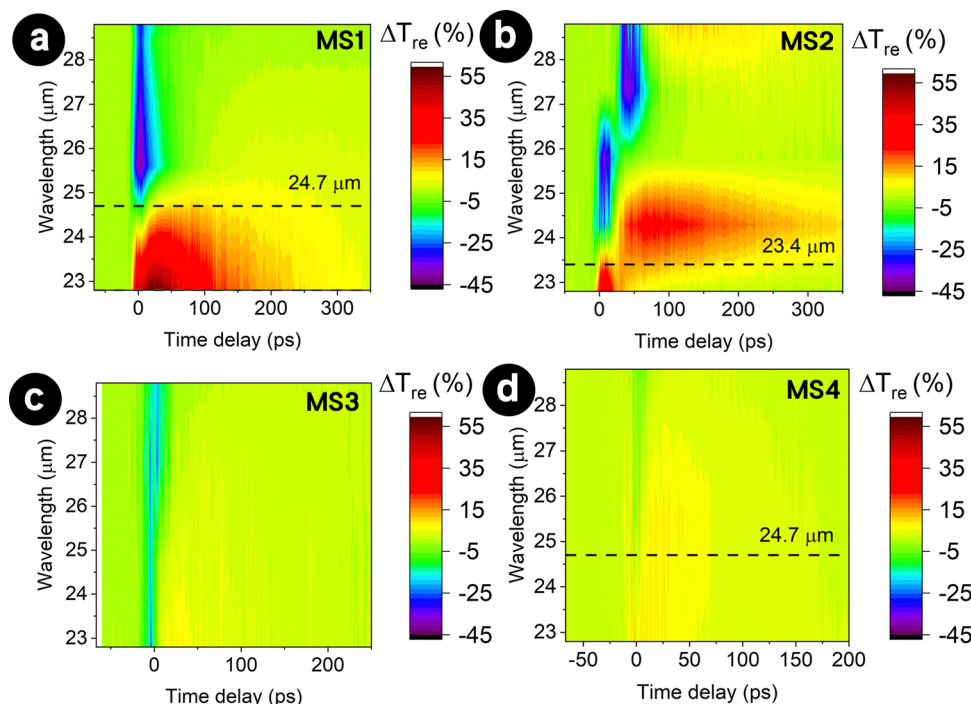 a
MS1
ΔTre (%)
Wavelength (μm)
28
27
26
25
24
23
24.7 μm
0
100
200
300
Time delay (ps)
55
35
15
-5
-25
-45
b
MS2
ΔTre (%)
Wavelength (μm)
28
27
26
25
24
23
23.4 μm
0
100
200
300
Time delay (ps)
55
35
15
-5
-25
-45
c
MS3
ΔTre (%)
Wavelength (μm)
28
27
26
25
24
23
0
100
200
Time delay (ps)
55
35
15
-5
-25
-45
d
MS4
ΔTre (%)
Wavelength (μm)
28
27
26
25
24
23
24.7 μm
-50
0
50
100
150
200
Time delay (ps)
55
35
15
-5
-25
-45